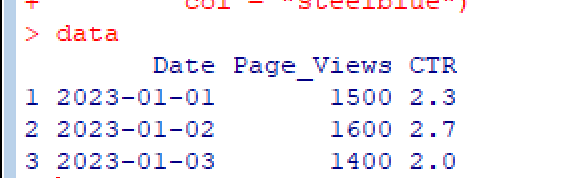 + col = "steelblue")
> data
Date Page_Views CTR
1 2023-01-01 1500 2.3
2 2023-01-02 1600 2.7
3 2023-01-03 1400 2.0